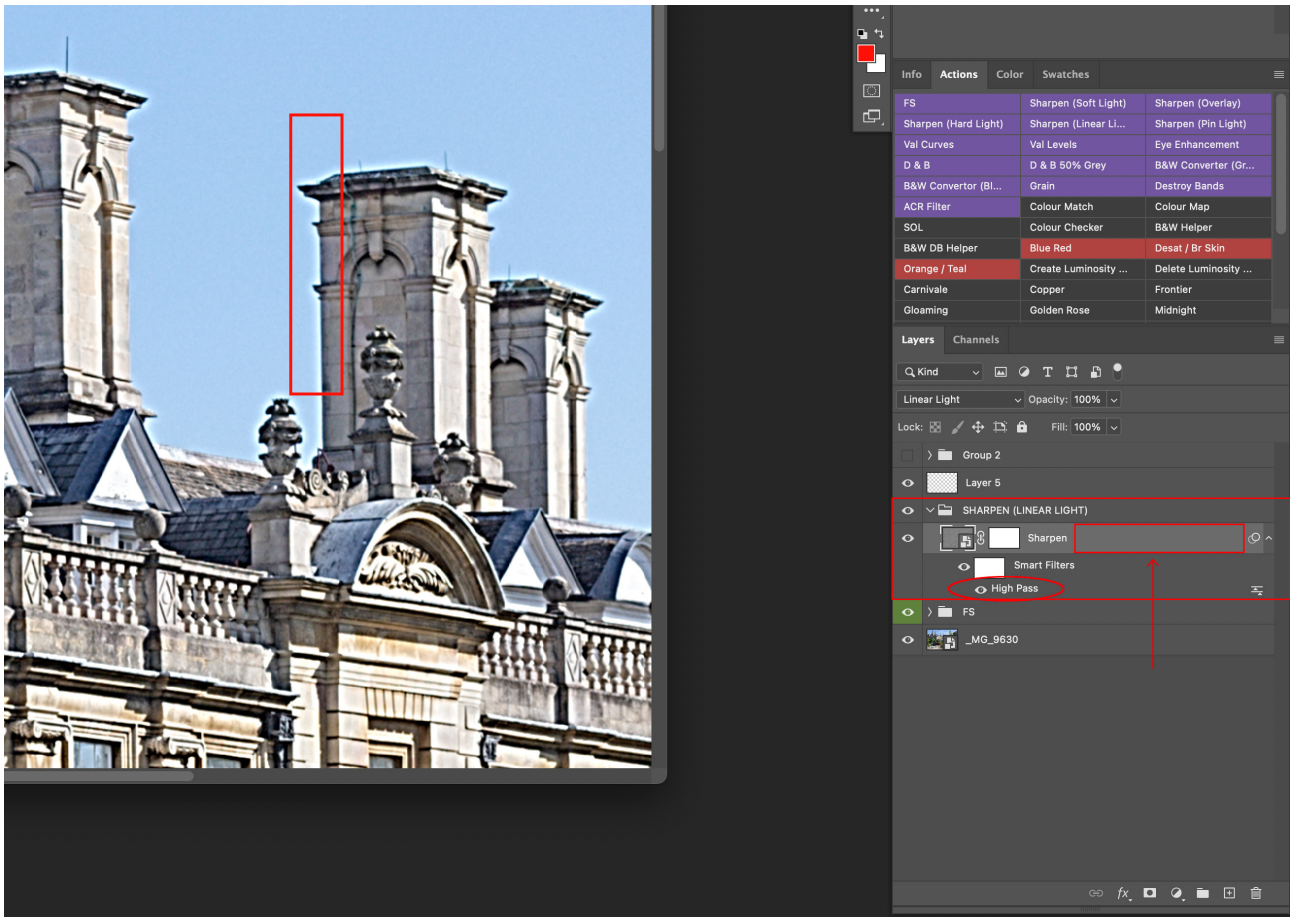 Info Actions Color Swatches
FS Sharpen (Soft Light) Sharpen (Overlay)
Sharpen (Hard Light) Sharpen (Linear Li... Sharpen (Pin Light)
Val Curves Val Levels Eye Enhancement
D & B D & B 50% Grey B&W Converter (Gr...
B&W Convertor (Bl... Grain Destroy Bands
ACR Filter Colour Match Colour Map
SOL Colour Checker B&W Helper
B&W DB Helper Blue Red Desat / Br Skin
Orange / Teal Create Luminosity ... Delete Luminosity ...
Carnivale Copper Frontier
Gloaming Golden Rose Midnight
Layers Channels
Kind
Linear Light Opacity: 100%
Lock: Fill: 100%
Group 2
Layer 5
SHARPEN (LINEAR LIGHT)
Sharpen
Smart Filters
High Pass
FS
_MG_9630
fx